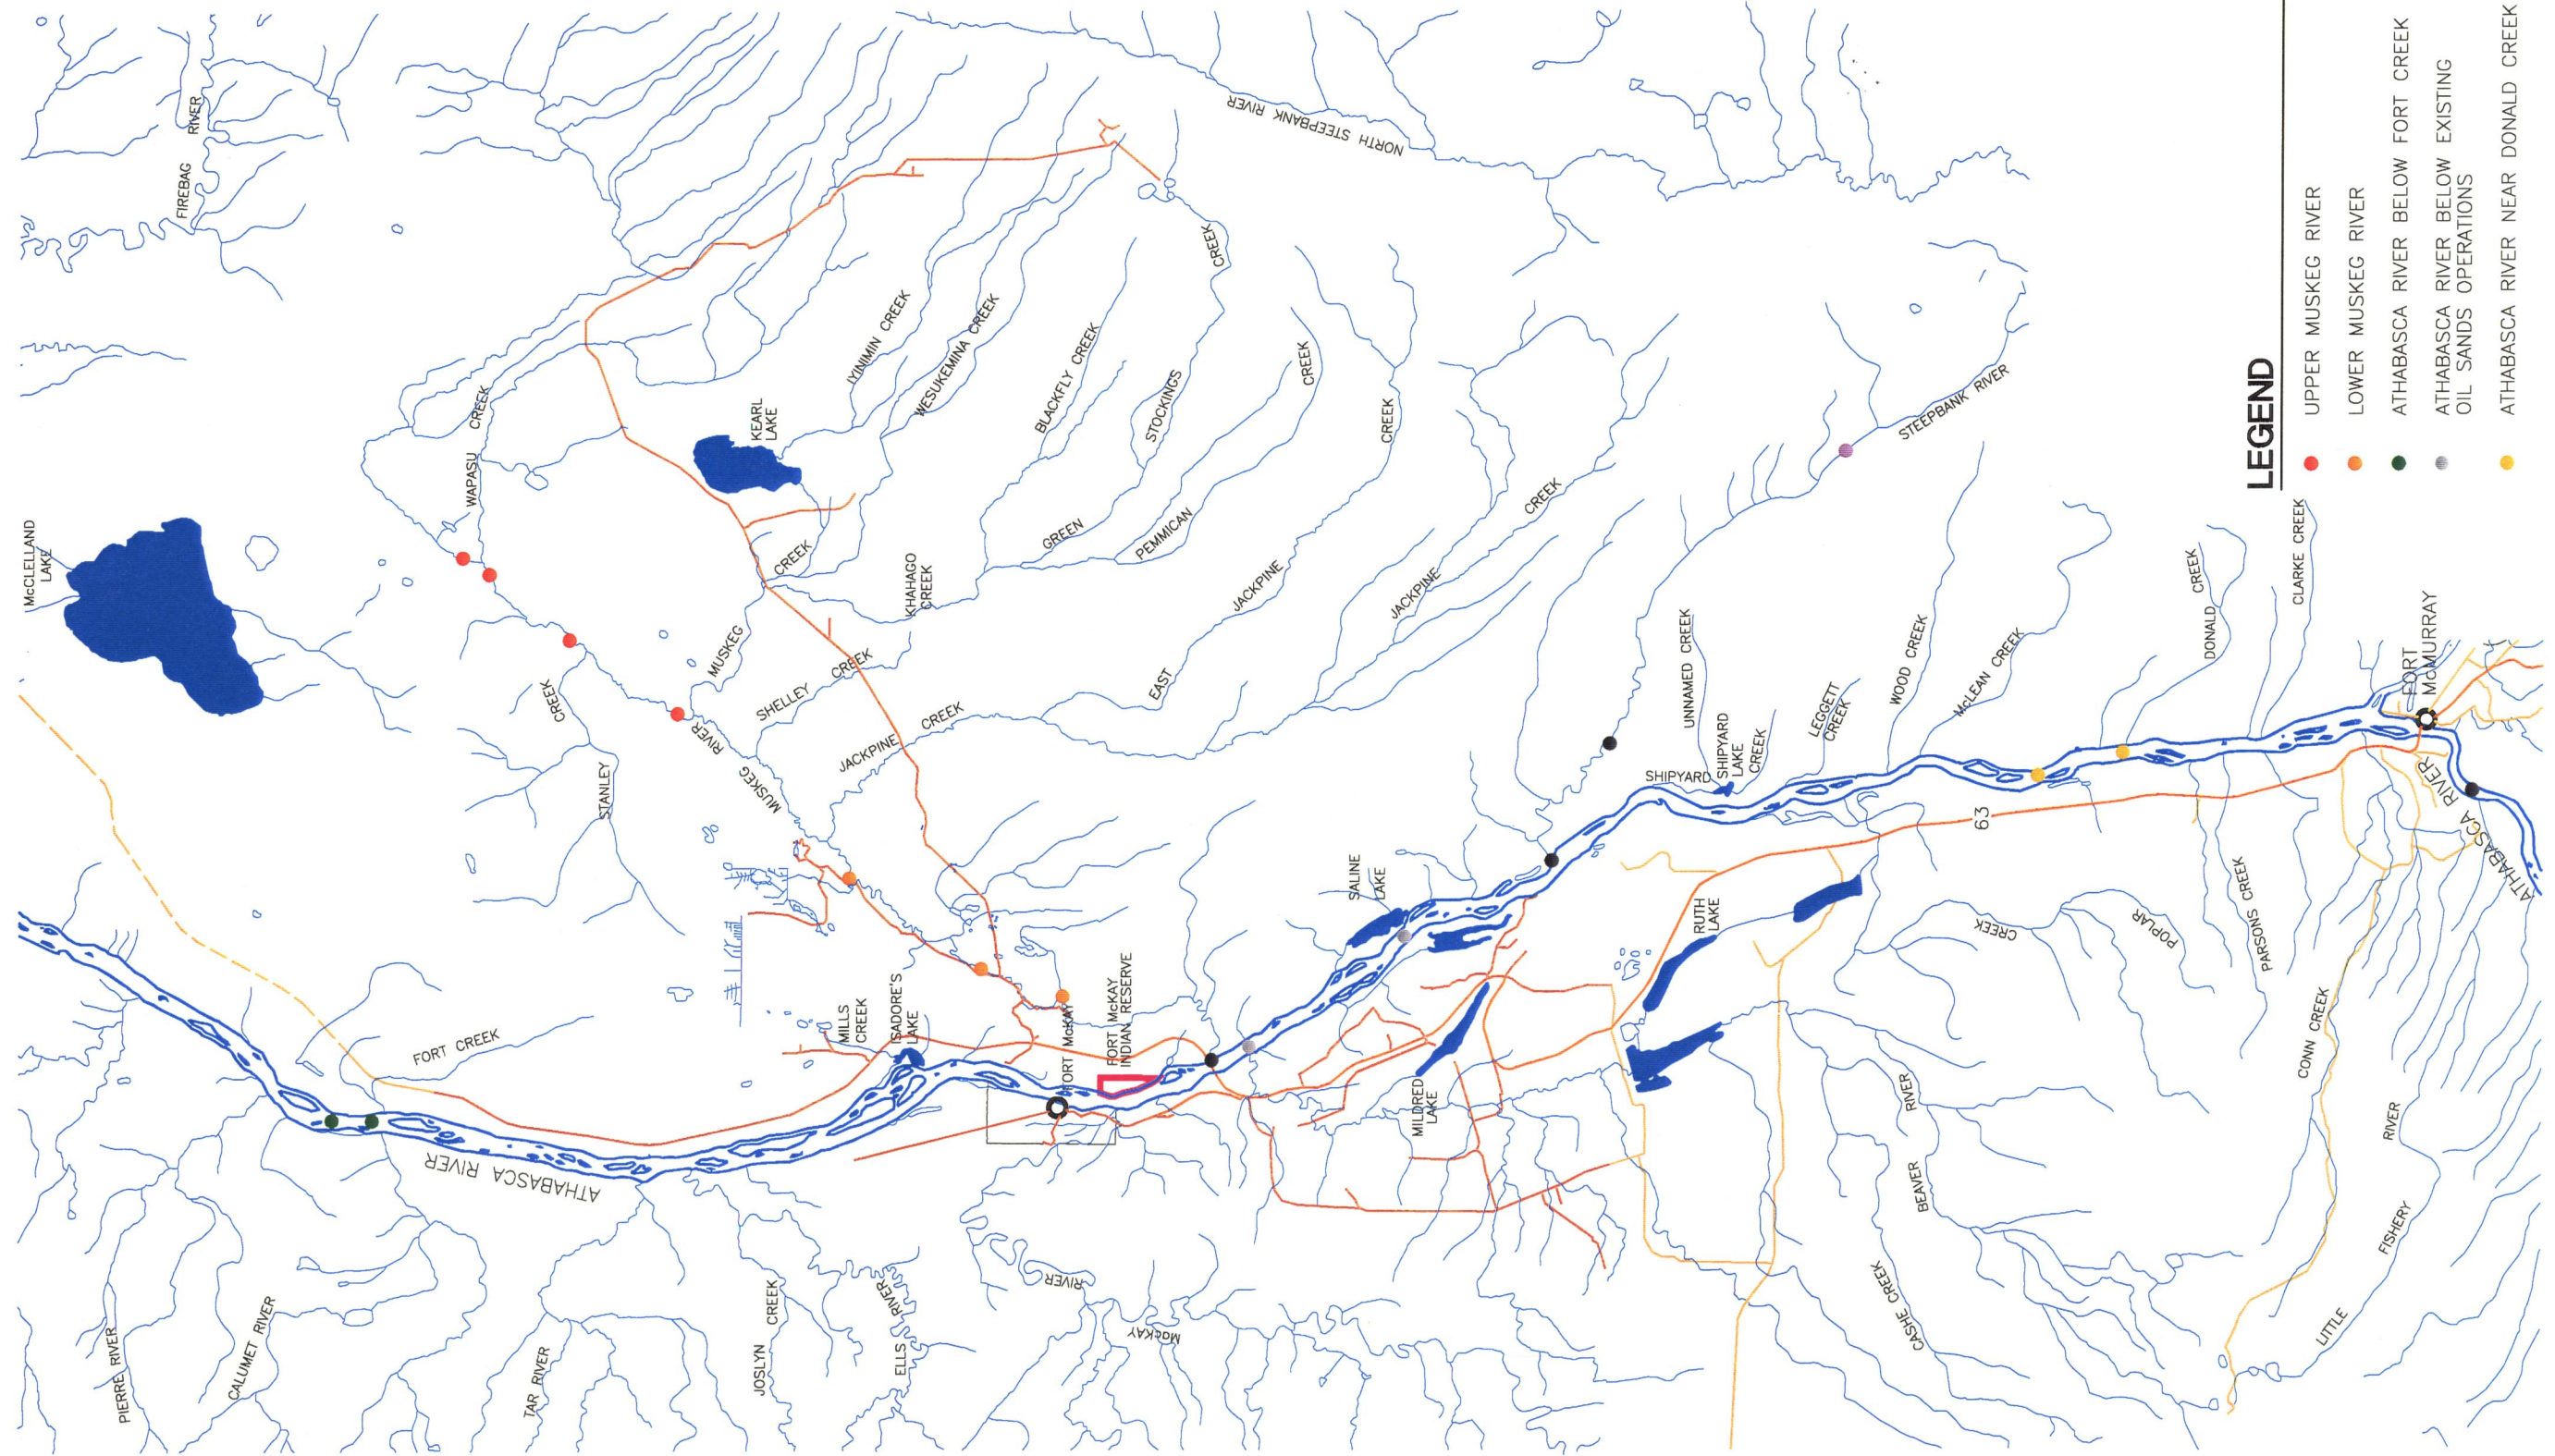 McCLELLAND
LAKE
FIREBAG
RIVER
WAPASU
CREEK
KEARL
LAKE
IYINIMIN CREEK
WESUKEMINA CREEK
BLACKFLY CREEK
STOCKINGS
CREEK
NORTH STEEPBANK RIVER
GREEN
PEMMICAN
CREEK
KHAHAGO
CREEK
MUSKEG
CREEK
SHELLEY
CREEK
STANLEY
CREEK
MUSKEG
RIVER
JACKPINE
CREEK
EAST
JACKPINE
CREEK
JACKPINE
CREEK
STEEPBANK RIVER
UNNAMED CREEK
SHIPYARD
LAKE
SHIPYARD
CREEK
LEGGETT
CREEK
WOOD CREEK
McLEAN CREEK
DONALD
CREEK
CLARKE CREEK
FORT
McMURRAY
ATHABASCA RIVER
63
FORT CREEK
ATHABASCA RIVER
MILLS
CREEK
ISADORE'S
LAKE
FORT McKAY
FORT McKAY
INDIAN RESERVE
SALINE
LAKE
RUTH
LAKE
MILDRED
LAKE
POPLAR
CREEK
PARSONS CREEK
CONN CREEK
BEAVER
RIVER
CASHE CREEK
LITTLE
FISHERY
RIVER
PIERRE RIVER
CALUMET RIVER
TAR RIVER
JOSLYN
CREEK
ELLS
RIVER
MacKAY
RIVER
LEGEND
UPPER MUSKEG RIVER
LOWER MUSKEG RIVER
ATHABASCA RIVER BELOW FORT CREEK
ATHABASCA RIVER BELOW EXISTING
OIL SANDS OPERATIONS
ATHABASCA RIVER NEAR DONALD CREEK